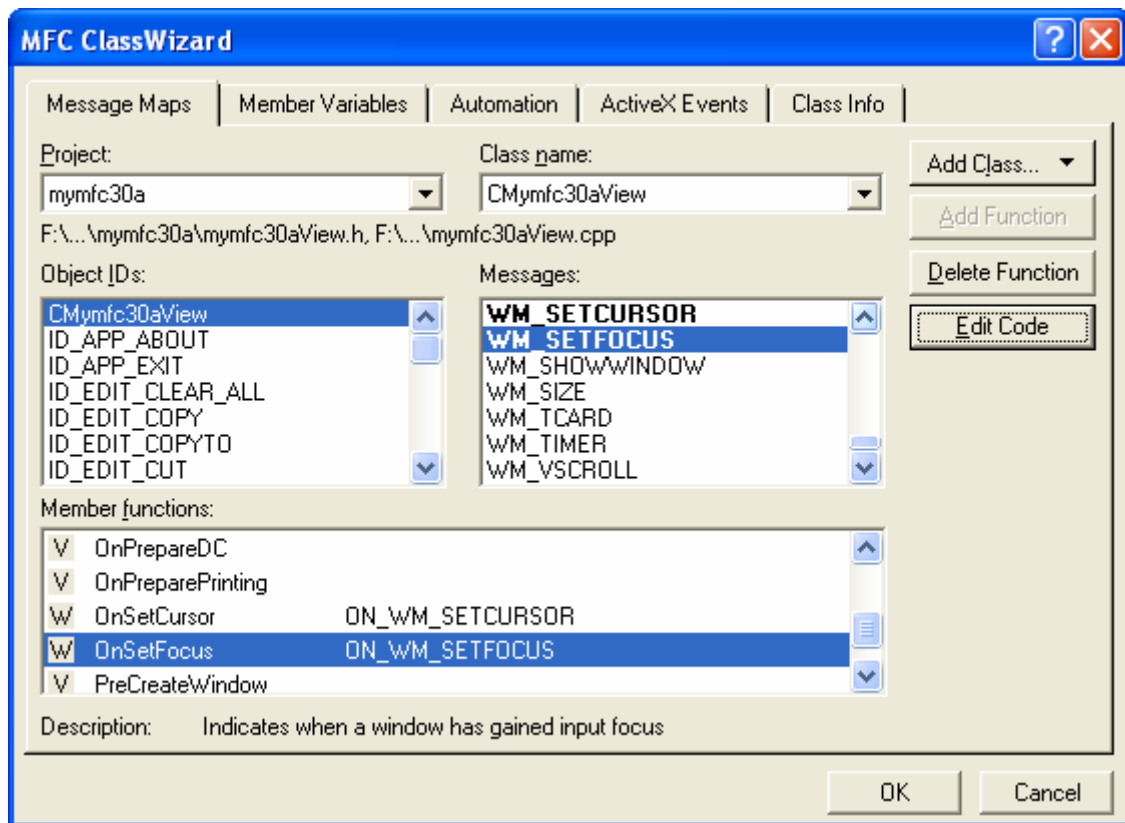 MFC ClassWizard
Message Maps Member Variables Automation ActiveX Events Class Info
Project: Class name:
mymfc30a CMymfc30aView
F:\...\mymfc30a\mymfc30aView.h, F:\...\mymfc30aView.cpp
Add Class...
Add Function
Delete Function
Edit Code
Object IDs:
CMymfc30aView
ID_APP_ABOUT
ID_APP_EXIT
ID_EDIT_CLEAR_ALL
ID_EDIT_COPY
ID_EDIT_COPYTO
ID_EDIT_CUT
Messages:
WM_SETCURSOR
WM_SETFOCUS
WM_SHOWWINDOW
WM_SIZE
WM_TCARD
WM_TIMER
WM_VSCROLL
Member functions:
V OnPrepareDC
V OnPreparePrinting
W OnSetCursor ON_WM_SETCURSOR
W OnSetFocus ON_WM_SETFOCUS
V PreCreateWindow
Description: Indicates when a window has gained input focus
OK Cancel